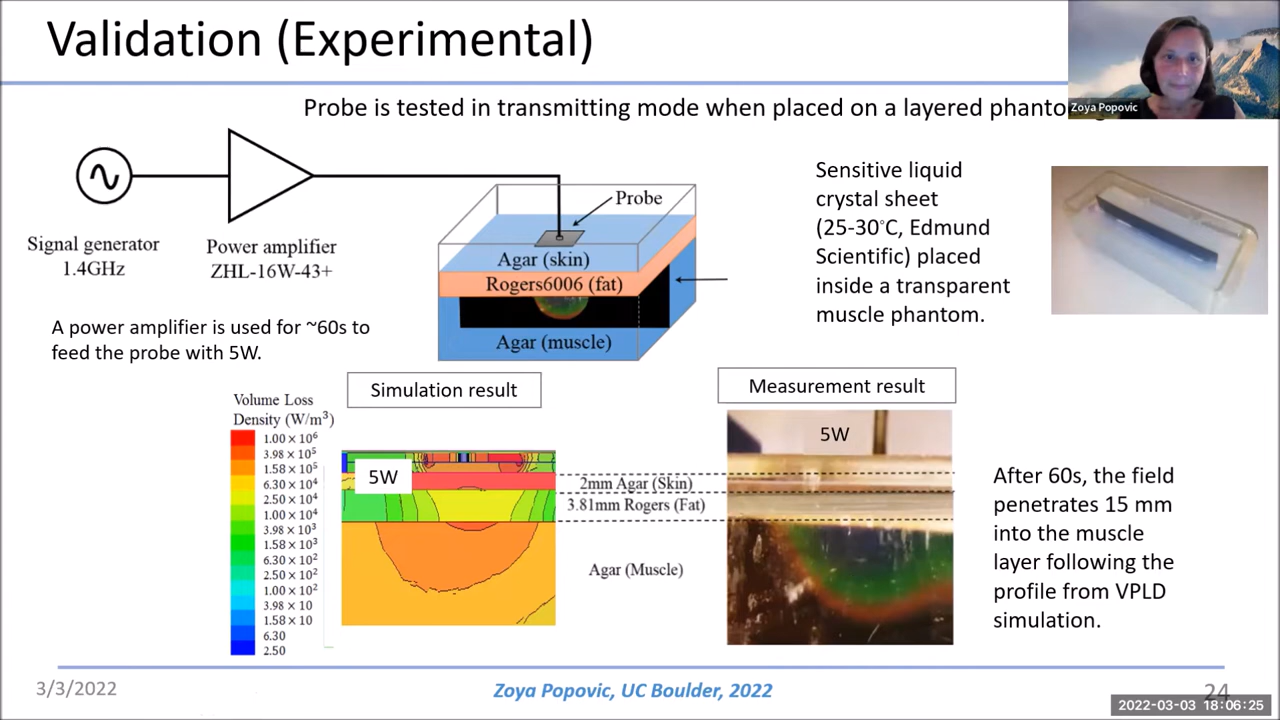 Validation (Experimental)
Zoya Popovic
Probe is tested in transmitting mode when placed on a layered
Signal generator
1.4GHz
Power amplifier
ZHL-16W-43+
Probe
Agar (skin)
Rogers6006 (fat)
Agar (muscle)
Sensitive liquid
crystal sheet
(25-30°C, Edmund
Scientific) placed
inside a transparent
muscle phantom.
A power amplifier is used for ~60s to
feed the probe with 5W.
Simulation result
Measurement result
Volume Loss
Density (W/m³)
1.00 × 10⁶
3.98 × 10⁵
1.58 × 10⁵
6.30 × 10⁴
2.50 × 10⁴
1.00 × 10⁴
3.98 × 10³
1.58 × 10³
6.30 × 10²
2.50 × 10²
1.00 × 10²
3.98 × 10
1.58 × 10
6.30
2.50
5W
2mm Agar (Skin)
3.81mm Rogers (Fat)
Agar (Muscle)
5W
After 60s, the field
penetrates 15 mm
into the muscle
layer following the
profile from VPLD
simulation.
3/3/2022
Zoya Popovic, UC Boulder, 2022
24
2022-03-03 18:06:25